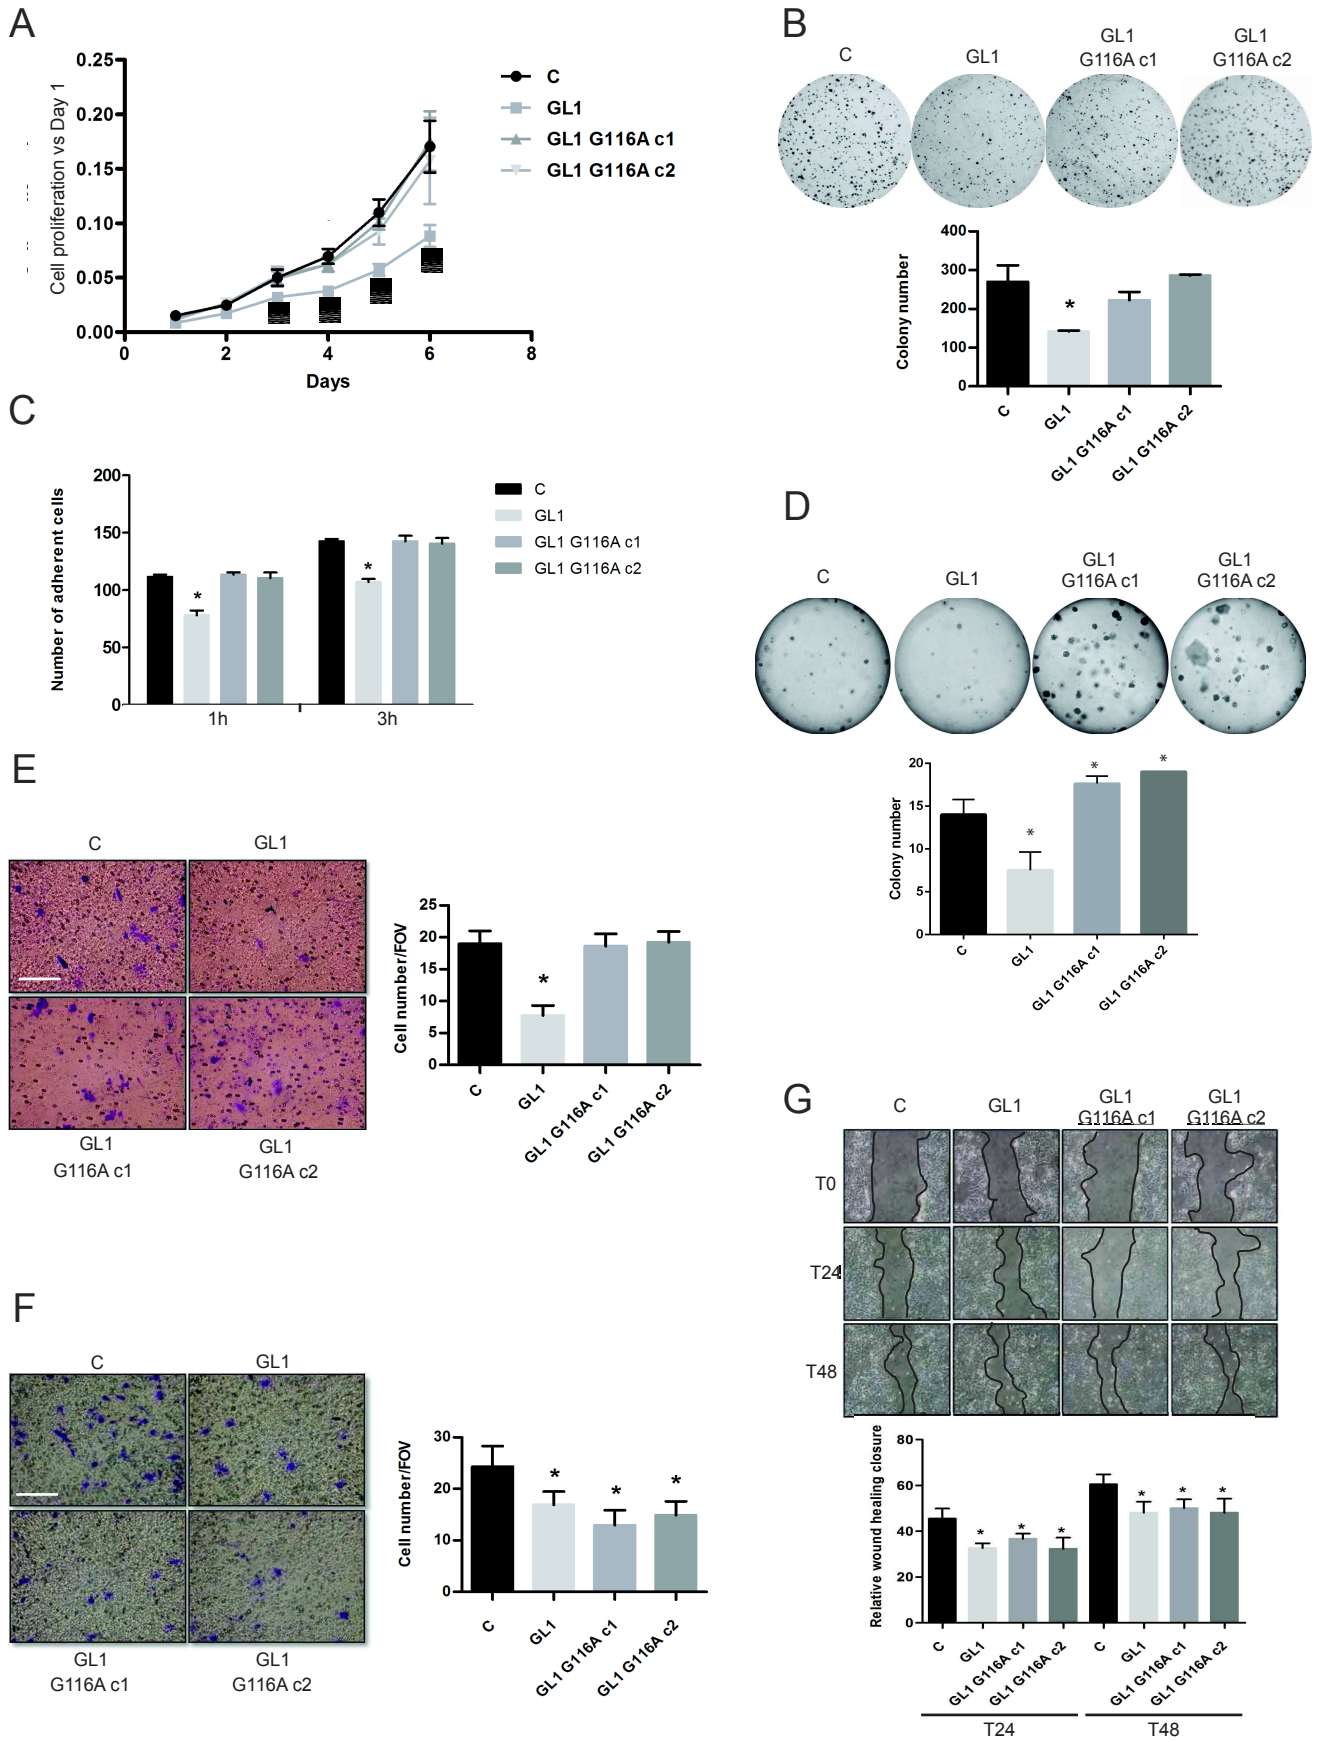 A
Cell proliferation vs Day 1
0.25
0.20
0.15
0.10
0.05
0.00
0
2
4
6
8
Days
C
GL1
GL1 G116A c1
GL1 G116A c2
B
C
GL1
GL1
G116A c1
GL1
G116A c2
Colony number
400
300
200
100
0
*
C
GL1
GL1 G116A c1
GL1 G116A c2
C
Number of adherent cells
200
150
100
50
0
*
*
1h
3h
C
GL1
GL1 G116A c1
GL1 G116A c2
D
C
GL1
GL1
G116A c1
GL1
G116A c2
Colony number
20
15
10
5
0
*
*
*
C
GL1
GL1 G116A c1
GL1 G116A c2
E
C
GL1
GL1
G116A c1
GL1
G116A c2
Cell number/FOV
25
20
15
10
5
0
*
C
GL1
GL1 G116A c1
GL1 G116A c2
F
C
GL1
GL1
G116A c1
GL1
G116A c2
Cell number/FOV
30
20
10
0
*
*
*
C
GL1
GL1 G116A c1
GL1 G116A c2
G
C
GL1
GL1
G116A c1
GL1
G116A c2
T0
T24
T48
Relative wound healing closure
80
60
40
20
0
*
*
*
*
*
*
C
GL1
GL1 G116A c1
GL1 G116A c2
C
GL1
GL1 G116A c1
GL1 G116A c2
T24
T48